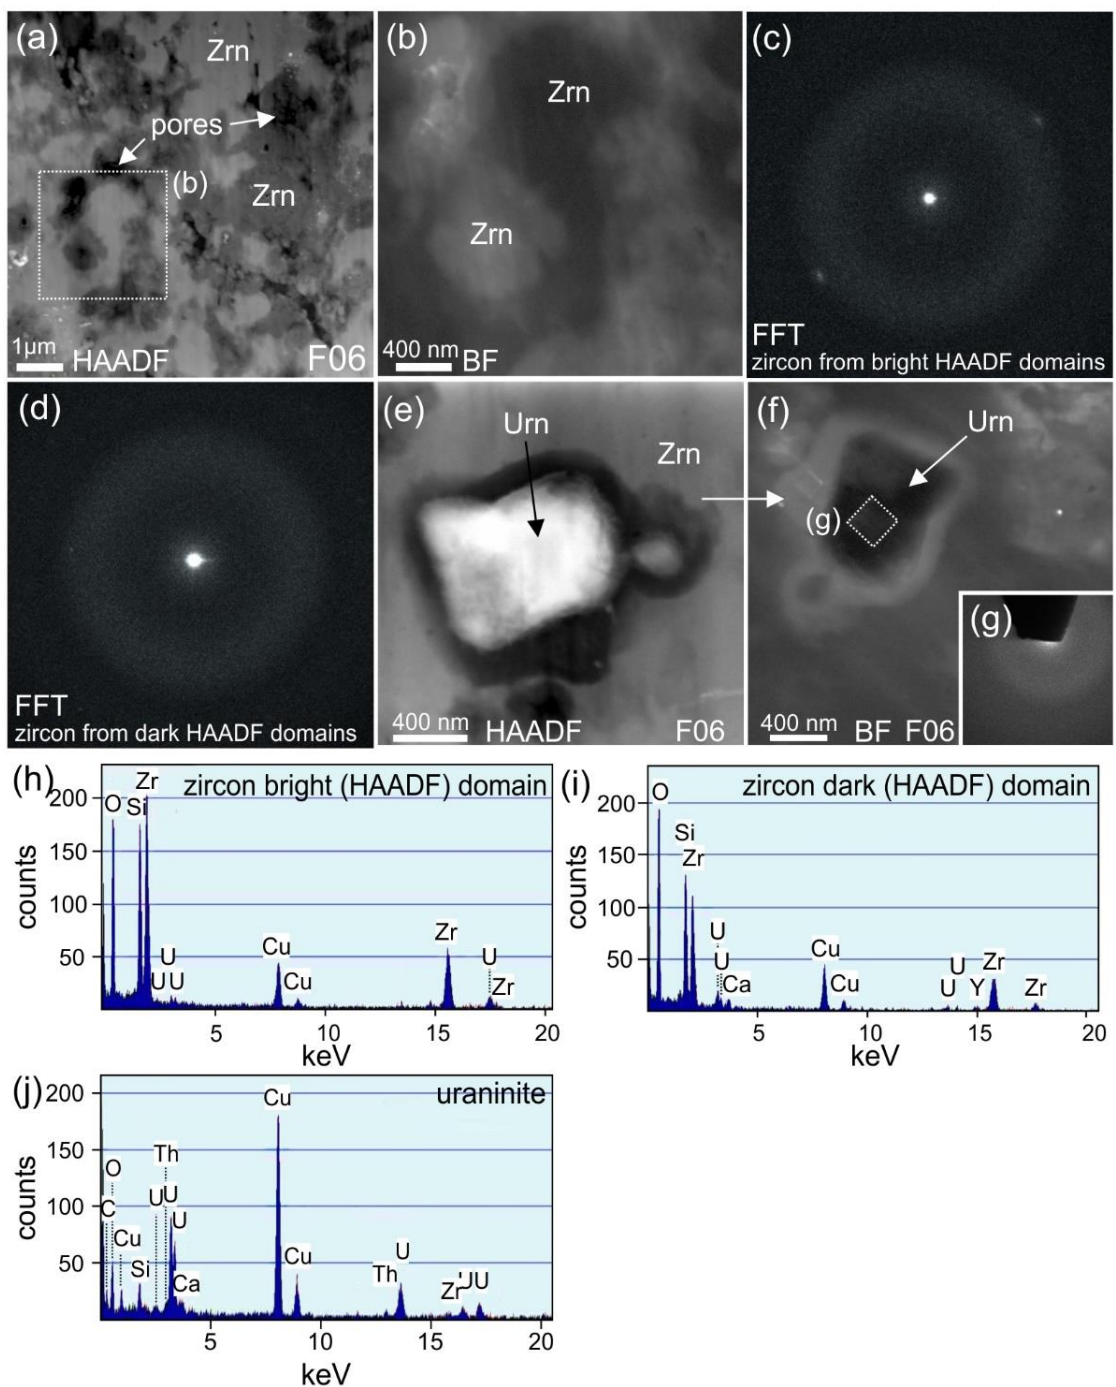 (a)
Zrn
pores
(b)
Zrn
1μm
HAADF
F06
(b)
Zrn
Zrn
400 nm
BF
(c)
FFT
zircon from bright HAADF domains
(d)
FFT
zircon from dark HAADF domains
(e)
Urn
Zrn
400 nm
HAADF
F06
(f)
Urn
(g)
400 nm
BF F06
(g)
(h)
zircon bright (HAADF) domain
counts
200
150
100
50
O
Si
Zr
U
U U
Cu
Cu
Zr
U
Zr
5 10 15 20
keV
(i)
zircon dark (HAADF) domain
counts
200
150
100
50
O
Si
Zr
U
U
Ca
Cu
Cu
U
U
Y
Zr
Zr
5 10 15 20
keV
(j)
uraninite
counts
200
150
100
50
C
O
Cu
Si
U
Th
U
U
Ca
Cu
Cu
Th
U
Zr
U U
5 10 15 20
keV